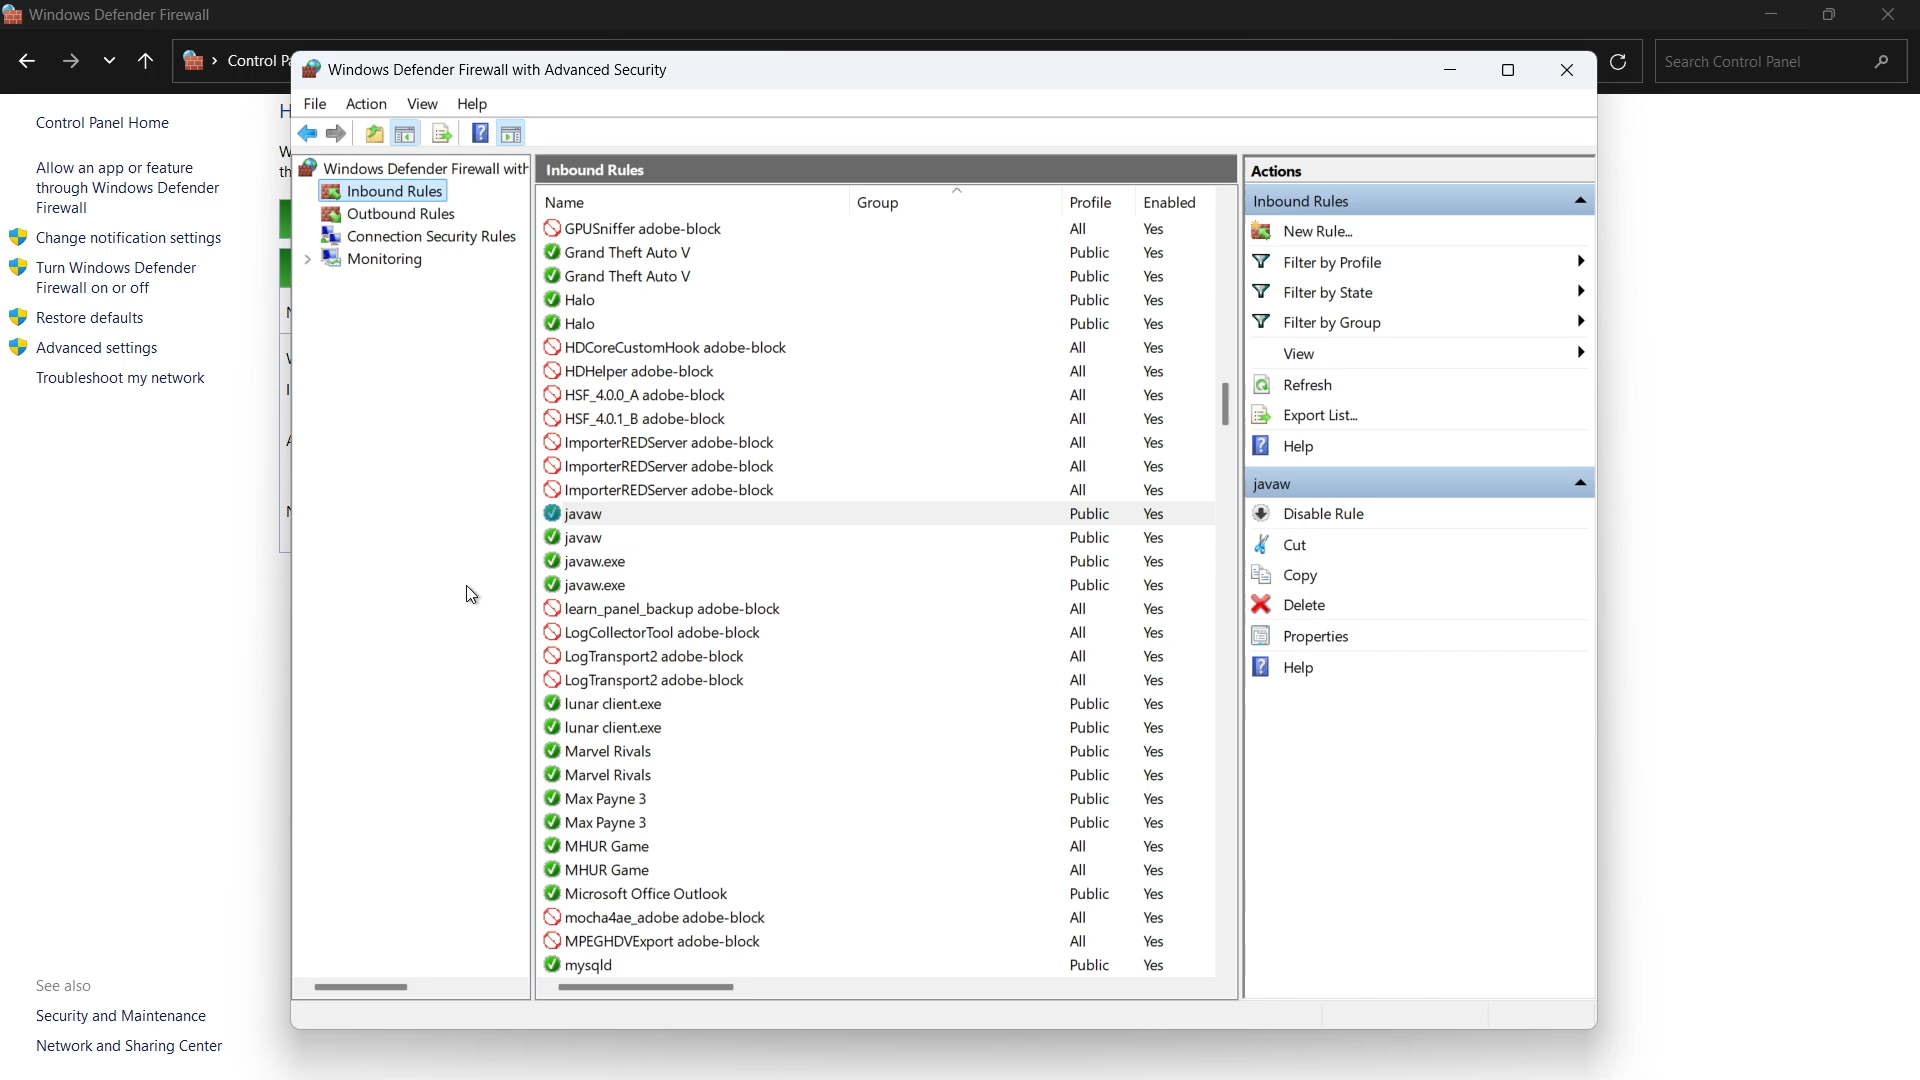 Windows Defender Firewall
Control Pa
Search Control Panel
Control Panel Home
Allow an app or feature
through Windows Defender
Firewall
Change notification settings
Turn Windows Defender
Firewall on or off
Restore defaults
Advanced settings
Troubleshoot my network
See also
Security and Maintenance
Network and Sharing Center
Windows Defender Firewall with Advanced Security
File Action View Help
Windows Defender Firewall with
Inbound Rules
Outbound Rules
Connection Security Rules
Monitoring
Inbound Rules
Name Group Profile Enabled
GPUSniffer adobe-block All Yes
Grand Theft Auto V Public Yes
Grand Theft Auto V Public Yes
Halo Public Yes
Halo Public Yes
HDCoreCustomHook adobe-block All Yes
HDHelper adobe-block All Yes
HSF_4.0.0_A adobe-block All Yes
HSF_4.0.1_B adobe-block All Yes
ImporterREDServer adobe-block All Yes
ImporterREDServer adobe-block All Yes
ImporterREDServer adobe-block All Yes
javaw Public Yes
javaw Public Yes
javaw.exe Public Yes
javaw.exe Public Yes
learn_panel_backup adobe-block All Yes
LogCollectorTool adobe-block All Yes
LogTransport2 adobe-block All Yes
LogTransport2 adobe-block All Yes
lunar client.exe Public Yes
lunar client.exe Public Yes
Marvel Rivals Public Yes
Marvel Rivals Public Yes
Max Payne 3 Public Yes
Max Payne 3 Public Yes
MHUR Game All Yes
MHUR Game All Yes
Microsoft Office Outlook Public Yes
mocha4ae_adobe adobe-block All Yes
MPEGHDVExport adobe-block All Yes
mysqld Public Yes
Actions
Inbound Rules
New Rule...
Filter by Profile
Filter by State
Filter by Group
View
Refresh
Export List...
Help
javaw
Disable Rule
Cut
Copy
Delete
Properties
Help